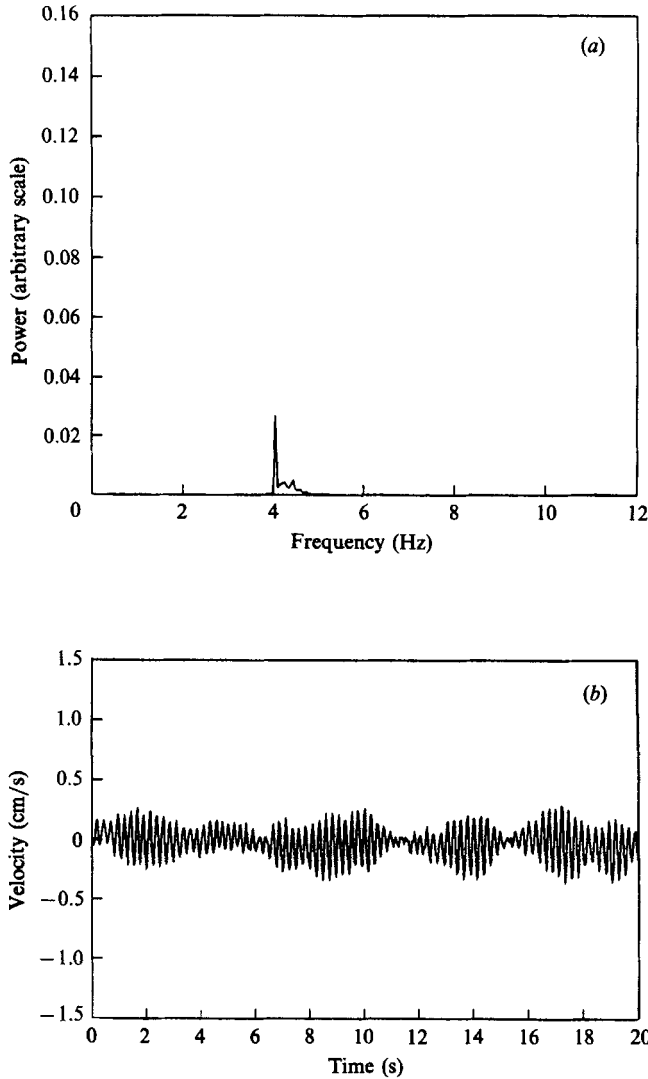 (a)
0.16
0.14
0.12
0.10
0.08
0.06
0.04
0.02
0
Power (arbitrary scale)
2 4 6 8 10 12
Frequency (Hz)
(b)
1.5
1.0
0.5
0
−0.5
−1.0
−1.5
Velocity (cm/s)
0 2 4 6 8 10 12 14 16 18 20
Time (s)